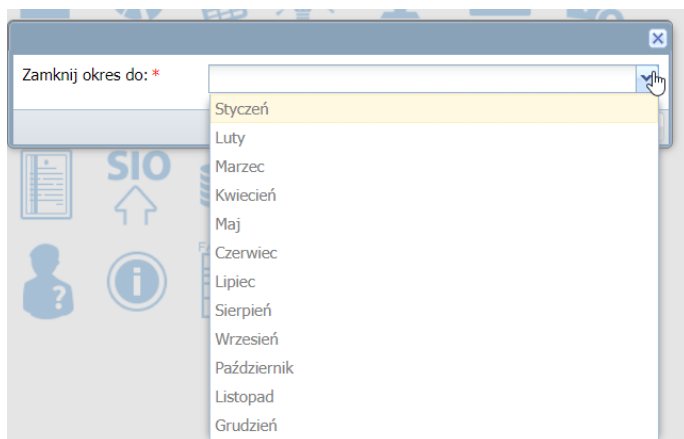 Zamknij okres do: *
Styczeń
Luty
Marzec
Kwiecień
Maj
Czerwiec
Lipiec
Sierpień
Wrzesień
Październik
Listopad
Grudzień
SIO